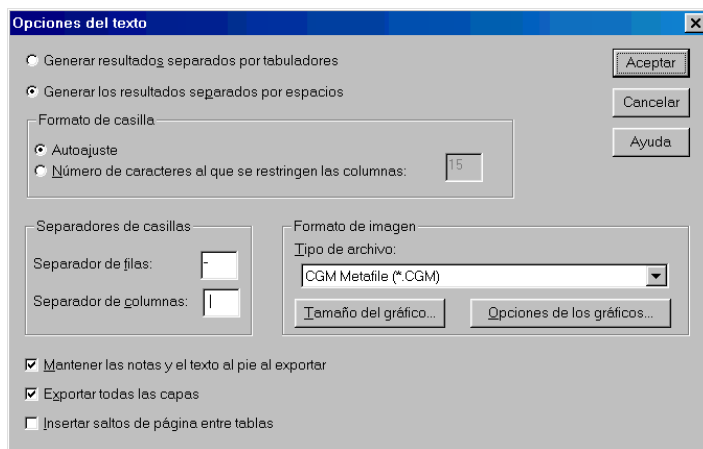 Opciones del texto
Generar resultados separados por tabuladores
Aceptar
Generar los resultados separados por espacios
Cancelar
Formato de casilla
Ayuda
Autoajuste
Número de caracteres al que se restringen las columnas: 15
Separadores de casillas
Formato de imagen
Tipo de archivo:
Separador de filas: -
CGM Metafile (*.CGM)
Separador de columnas: |
Tamaño del gráfico...
Opciones de los gráficos...
Mantener las notas y el texto al pie al exportar
Exportar todas las capas
Insertar saltos de página entre tablas